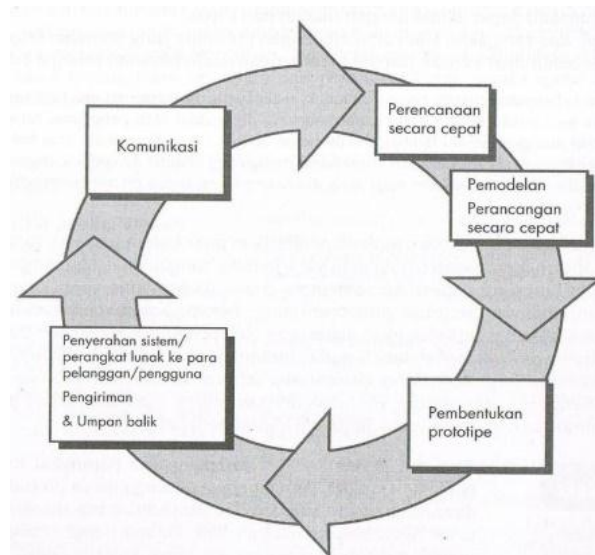 Komunikasi
Perencanaan
secara cepat
Pemodelan
Perancangan
secara cepat
Pembentukan
prototipe
Penyerahan sistem/
perangkat lunak ke para
pelanggan/pengguna
Pengiriman
& Umpan balik